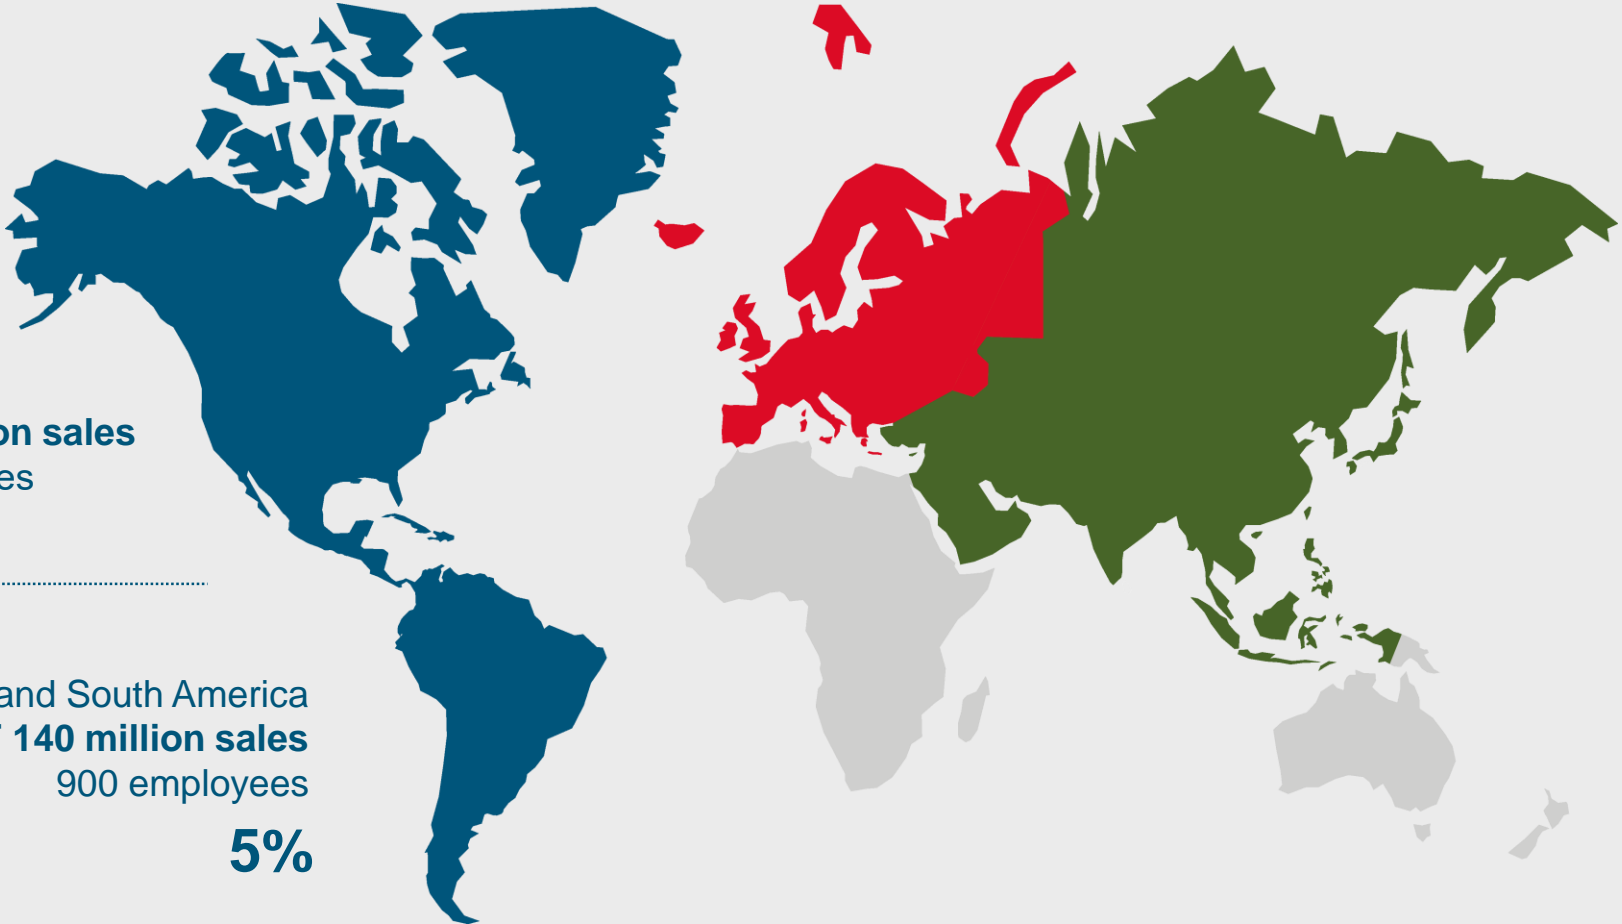 on sales
es
and South America
140 million sales
900 employees
5%